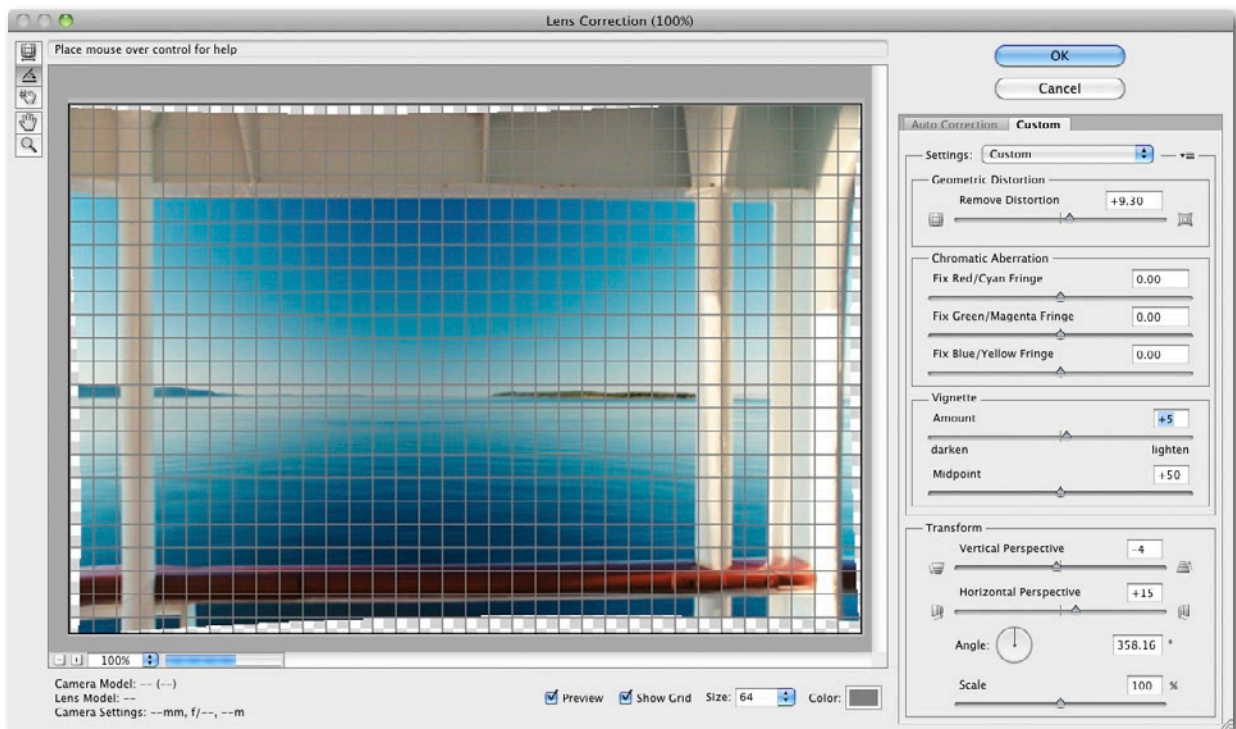 Lens Correction (100%)
Place mouse over control for help
OK
Cancel
Auto Correction Custom
Settings: Custom
Geometric Distortion
Remove Distortion +9.30
Chromatic Aberration
Fix Red/Cyan Fringe 0.00
Fix Green/Magenta Fringe 0.00
Fix Blue/Yellow Fringe 0.00
Vignette
Amount +5
darken lighten
Midpoint +50
Transform
Vertical Perspective -4
Horizontal Perspective +15
Angle: 358.16 °
Scale 100 %
100%
Camera Model: -- (--)
Lens Model: --
Camera Settings: --mm, f/--, --m
Preview Show Grid Size: 64 Color: